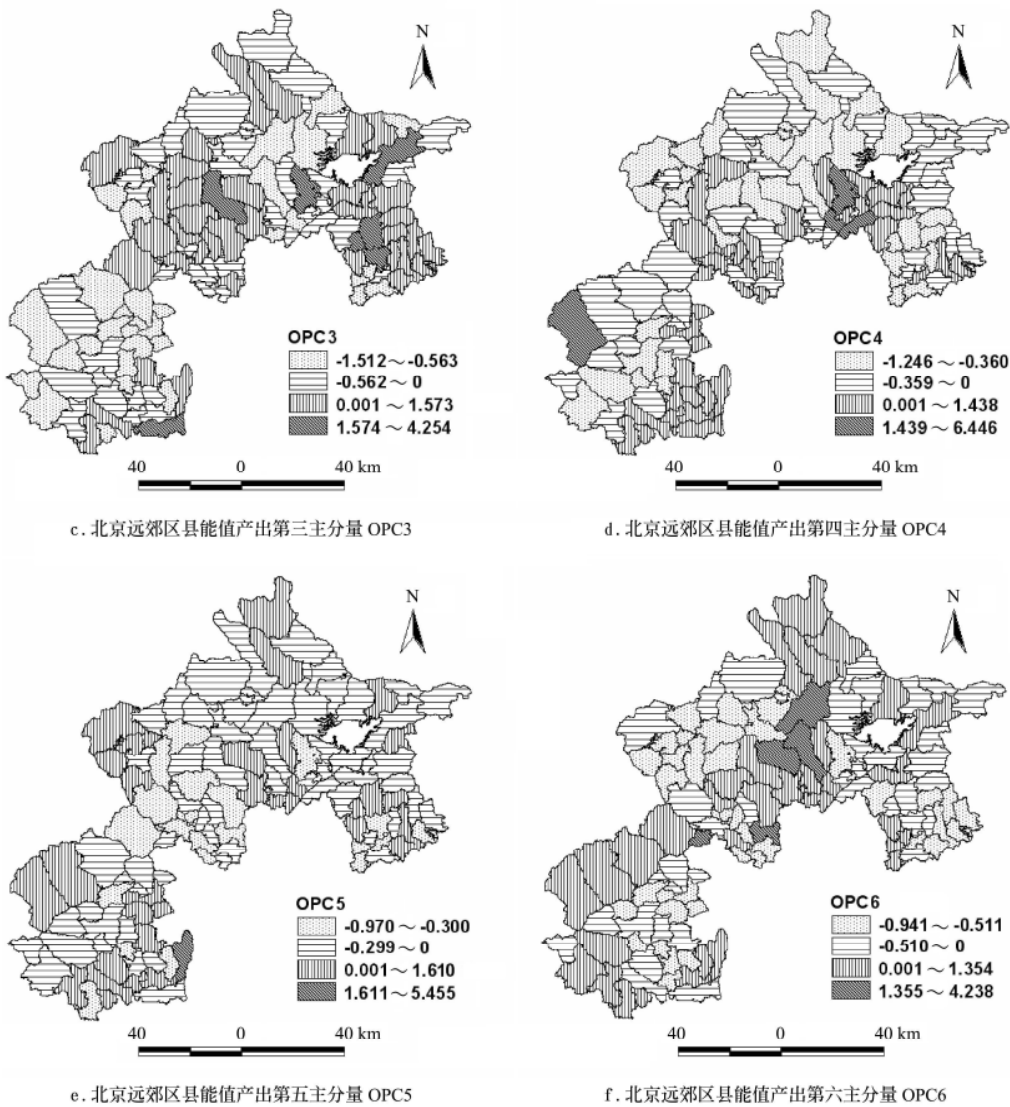 N
N
OPC3
-1.512～-0.563
-0.562～0
0.001～1.573
1.574～4.254
OPC4
-1.246～-0.360
-0.359～0
0.001～1.438
1.439～6.446
40 0 40 km
40 0 40 km
c.北京远郊区县能值产出第三主分量 OPC3
d.北京远郊区县能值产出第四主分量 OPC4
N
N
OPC5
-0.970～-0.300
-0.299～0
0.001～1.610
1.611～5.455
OPC6
-0.941～-0.511
-0.510～0
0.001～1.354
1.355～4.238
40 0 40 km
40 0 40 km
e.北京远郊区县能值产出第五主分量 OPC5
f.北京远郊区县能值产出第六主分量 OPC6